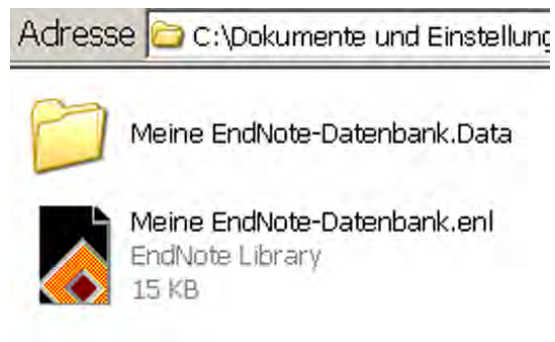 Adresse C:\Dokumente und Einstellung
Meine EndNote-Datenbank.Data
Meine EndNote-Datenbank.enl
EndNote Library
15 KB